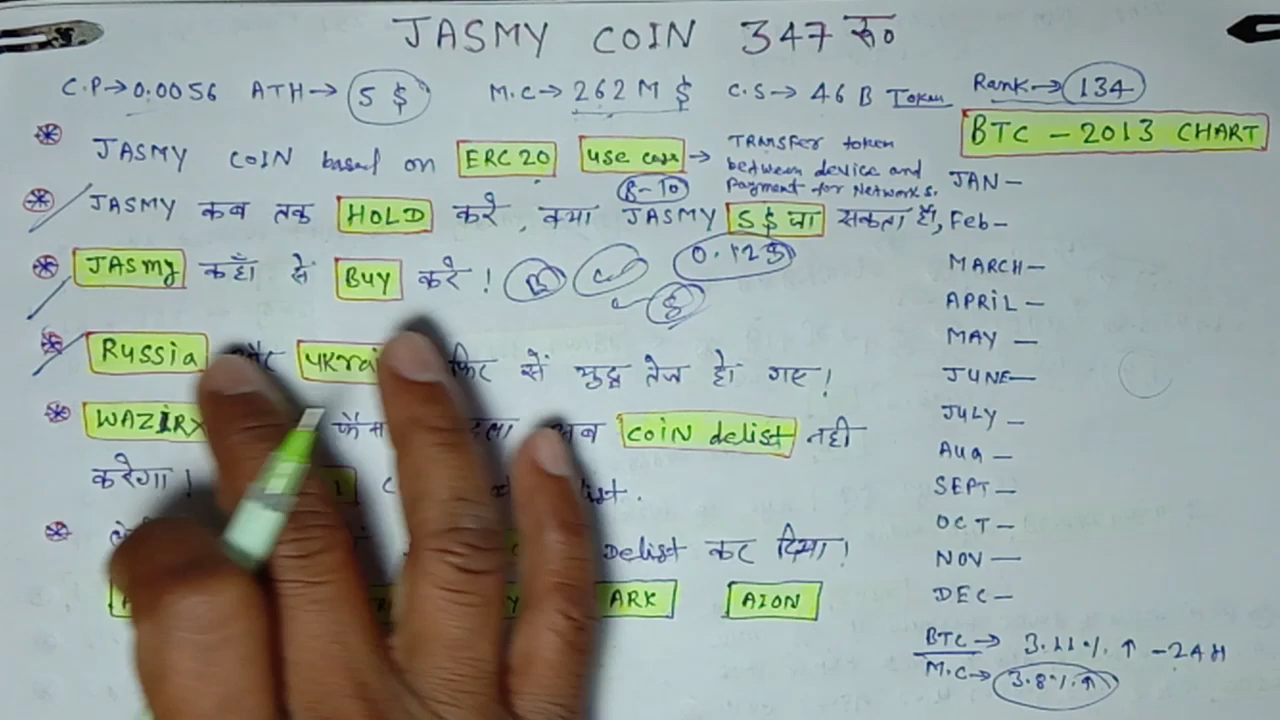 JASMY COIN 347 रू०
C.P→0.0056 ATH→ 5 $ M.C→262 M $ C.S→ 46 B Token Rank→134
BTC - 2013 CHART
JASMY COIN based on ERC20 use case → TRANSFER token
between device and
payment for Networks.
8-10
JASMY कब तक HOLD करे, क्या JASMY 5 $ जा सकता हैं,
0.123
JASMY कहाँ से BUY करे !
Russia युद्ध तेज हो गए!
WAZIRX अब COIN delist नही
करेगा !
Delist कर दिया!
ARK AION
JAN-
Feb-
MARCH-
APRIL-
MAY -
JUNE-
JULY -
AUG -
SEPT -
OCT -
NOV -
DEC -
BTC → 3.11%. ↑ -24H
M.C→ 3.8%.↑